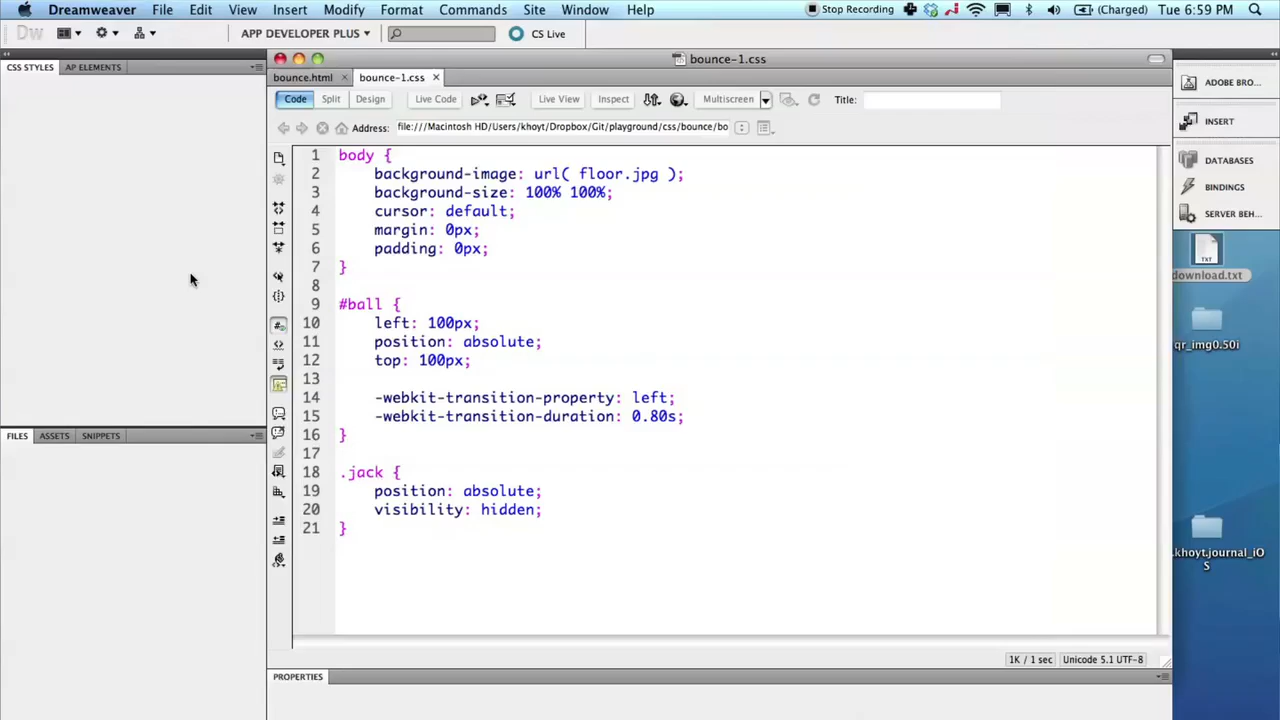 Dreamweaver File Edit View Insert Modify Format Commands Site Window Help Stop Recording (Charged) Tue 6:59 PM
Dw APP DEVELOPER PLUS CS Live
CSS STYLES AP ELEMENTS
bounce-1.css
bounce.html bounce-1.css
Code Split Design Live Code Live View Inspect Multiscreen Title:
Address: file:///Macintosh HD/Users/khoyt/Dropbox/Git/playground/css/bounce/bo
1 body {
2 background-image: url( floor.jpg );
3 background-size: 100% 100%;
4 cursor: default;
5 margin: 0px;
6 padding: 0px;
7 }
8
9 #ball {
10 left: 100px;
11 position: absolute;
12 top: 100px;
13
14 -webkit-transition-property: left;
15 -webkit-transition-duration: 0.80s;
16 }
17
18 .jack {
19 position: absolute;
20 visibility: hidden;
21 }
FILES ASSETS SNIPPETS
1K / 1 sec Unicode 5.1 UTF-8
PROPERTIES
ADOBE BRO...
INSERT
DATABASES
BINDINGS
SERVER BEH...
TXT
download.txt
qr_img0.50i
.khoyt.journal_iO
S